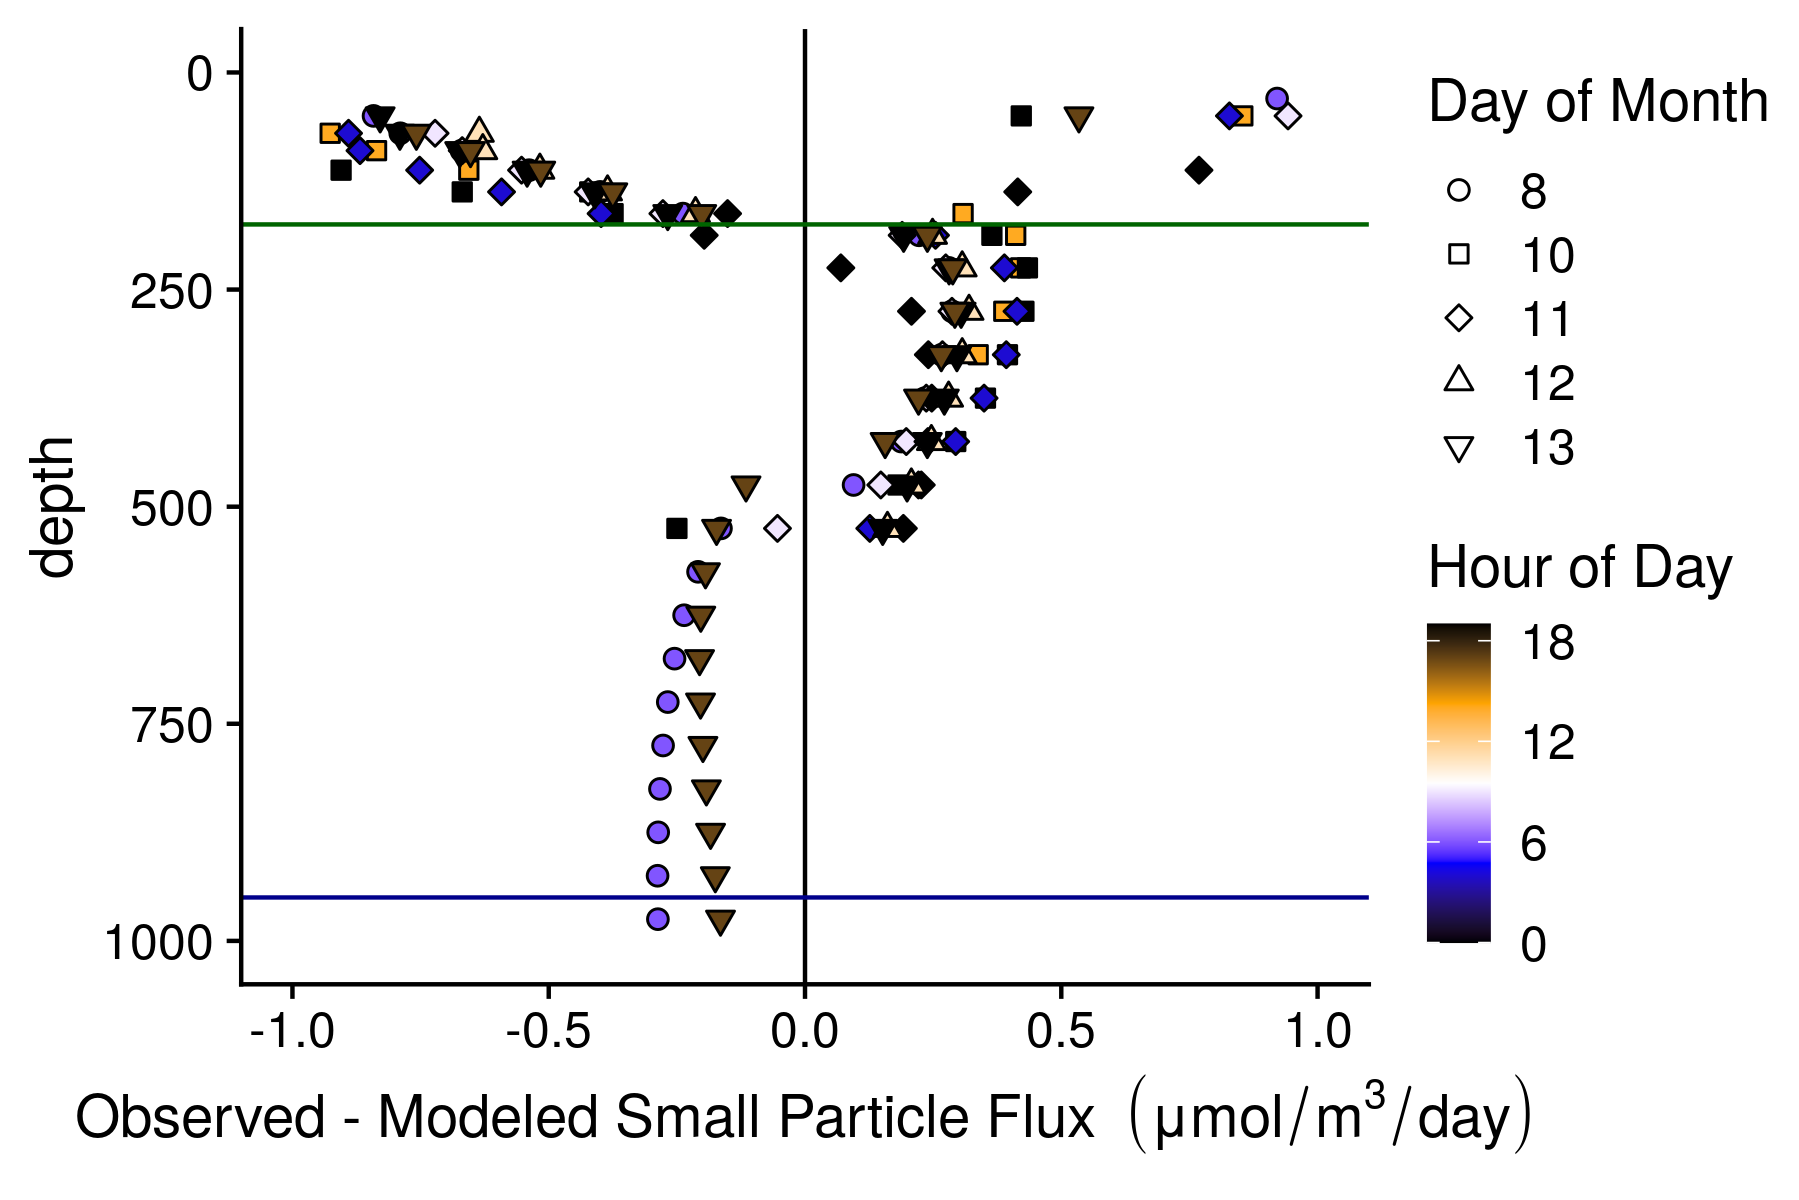 0
250
500
750
1000
depth
-1.0 -0.5 0.0 0.5 1.0
Observed - Modeled Small Particle Flux (μmol/m³/day)
Day of Month
8
10
11
12
13
Hour of Day
18
12
6
0